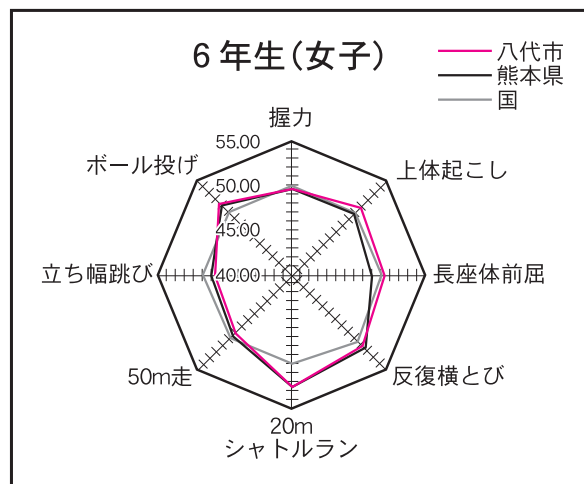 6年生(女子)
八代市
熊本県
国
握力
55.00
50.00
45.00
40.00
上体起こし
長座体前屈
反復横とび
20m
シャトルラン
50m走
立ち幅跳び
ボール投げ